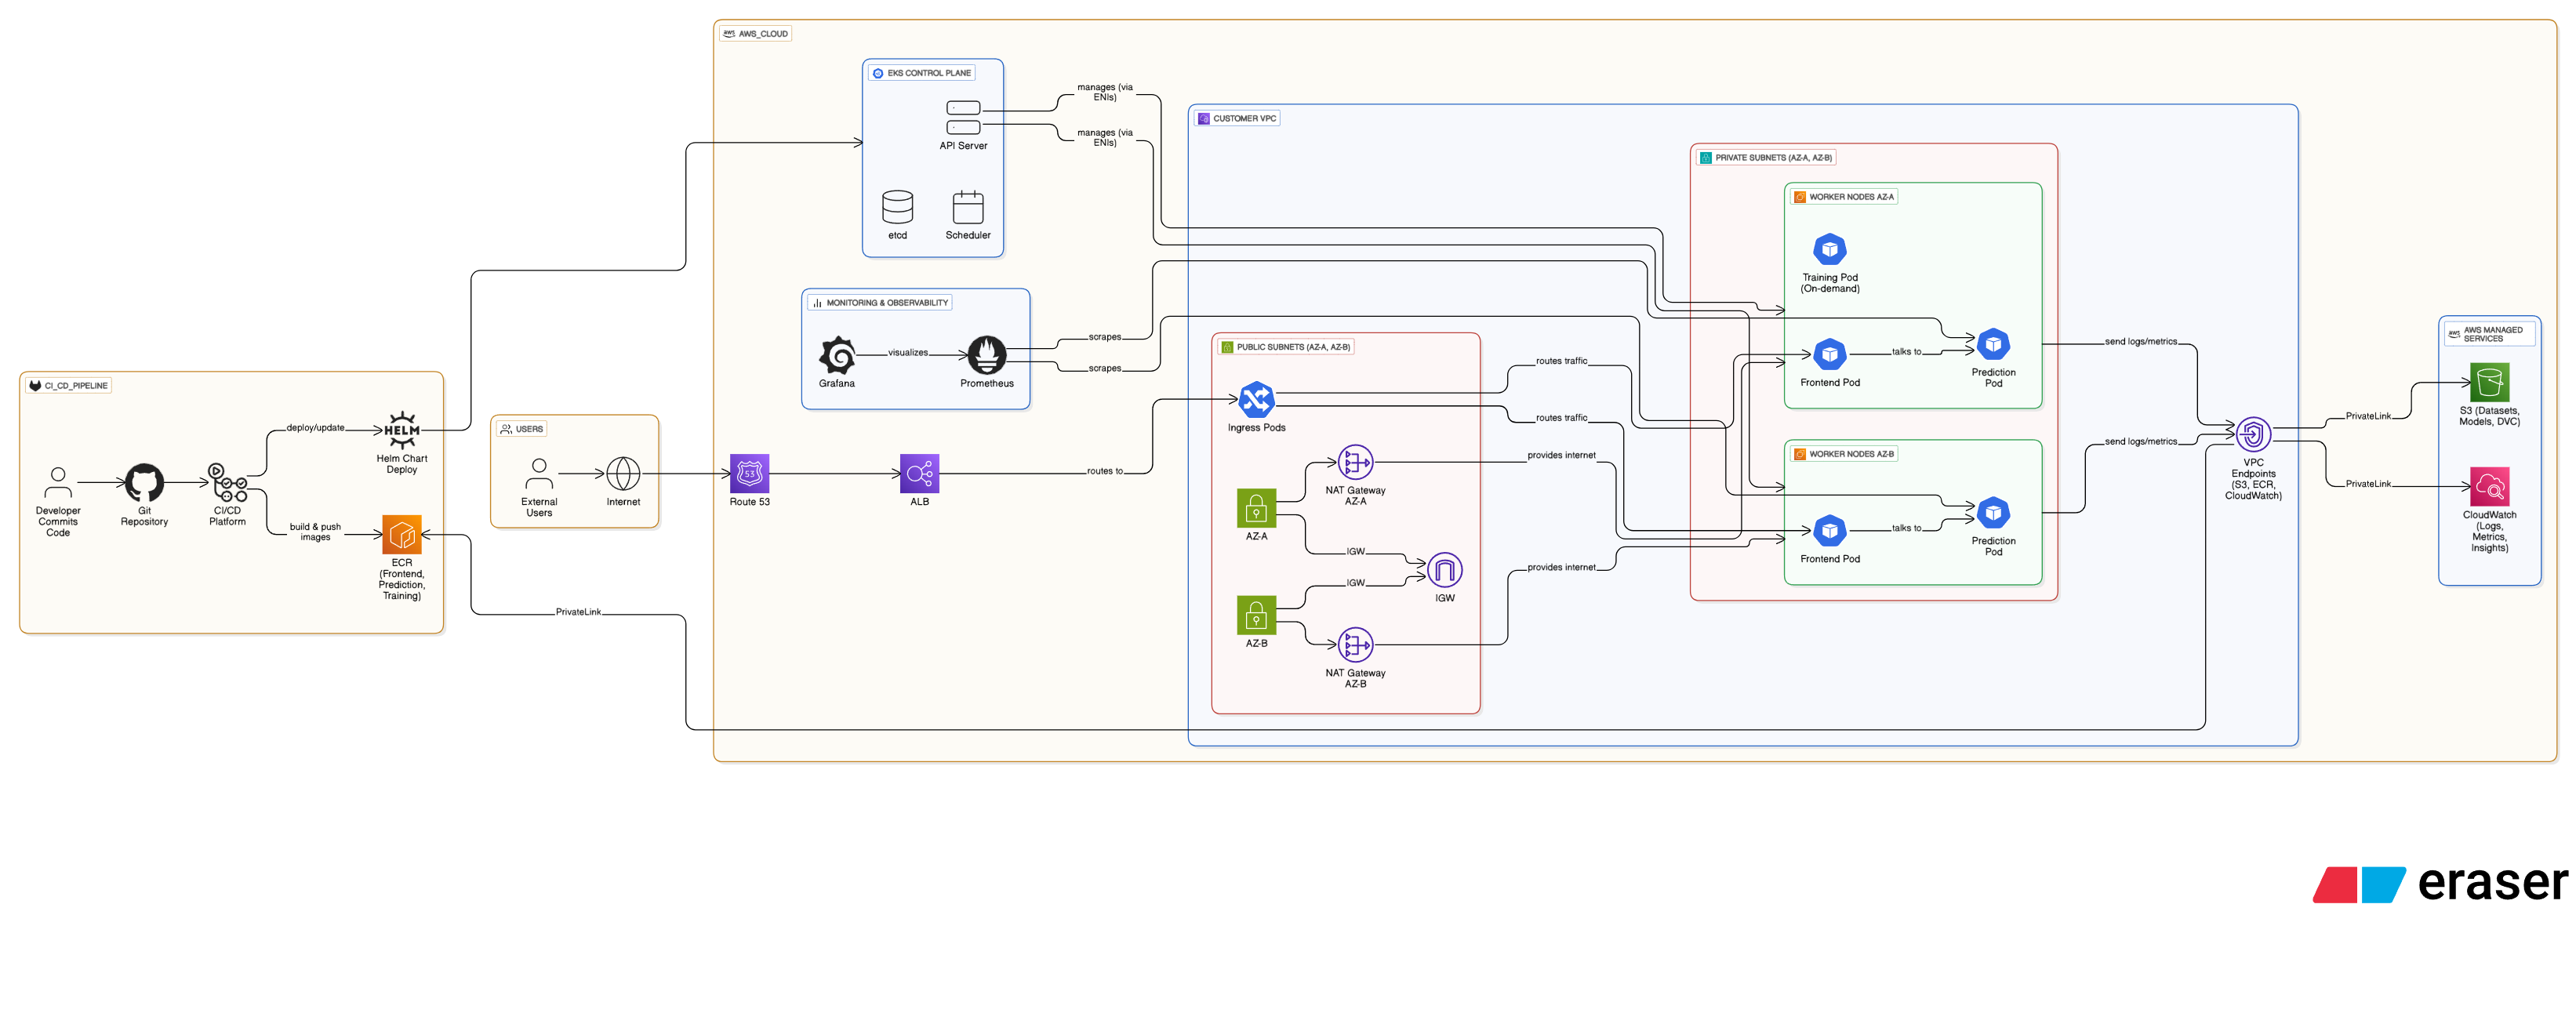 AWS_CLOUD
EKS CONTROL PLANE
API Server
etcd
Scheduler
manages (via
ENIs)
manages (via
ENIs)
MONITORING & OBSERVABILITY
Grafana
visualizes
Prometheus
scrapes
scrapes
CI_CD_PIPELINE
Developer
Commits
Code
Git
Repository
CI/CD
Platform
deploy/update
HELM
Helm Chart
Deploy
build & push
images
ECR
(Frontend,
Prediction,
Training)
PrivateLink
USERS
External
Users
Internet
53
Route 53
ALB
routes to
CUSTOMER VPC
PUBLIC SUBNETS (AZ-A, AZ-B)
Ingress Pods
routes traffic
routes traffic
NAT Gateway
AZ-A
provides internet
AZ-A
IGW
IGW
IGW
AZ-B
NAT Gateway
AZ-B
provides internet
PRIVATE SUBNETS (AZ-A, AZ-B)
WORKER NODES AZ-A
Training Pod
(On-demand)
Frontend Pod
talks to
Prediction
Pod
WORKER NODES AZ-B
Frontend Pod
talks to
Prediction
Pod
send logs/metrics
send logs/metrics
VPC
Endpoints
(S3, ECR,
CloudWatch)
PrivateLink
PrivateLink
aws
AWS MANAGED
SERVICES
S3 (Datasets,
Models, DVC)
CloudWatch
(Logs,
Metrics,
Insights)
eraser